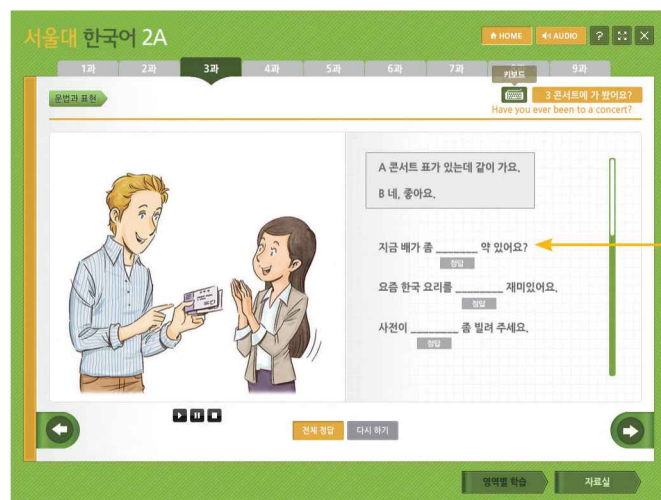 서울대 한국어 2A
HOME
AUDIO
?
1과 2과 3과 4과 5과 6과 7과 9과
키보드
문법과 표현
3 콘서트에 가 봤어요?
Have you ever been to a concert?
A 콘서트 표가 있는데 같이 가요.
B 네, 좋아요.
지금 배가 좀 _______ 약 있어요?
정답
요즘 한국 요리를 ________ 재미있어요.
정답
사전이 ________ 좀 빌려 주세요.
정답
전체 정답 다시 하기
영역별 학습 자료실